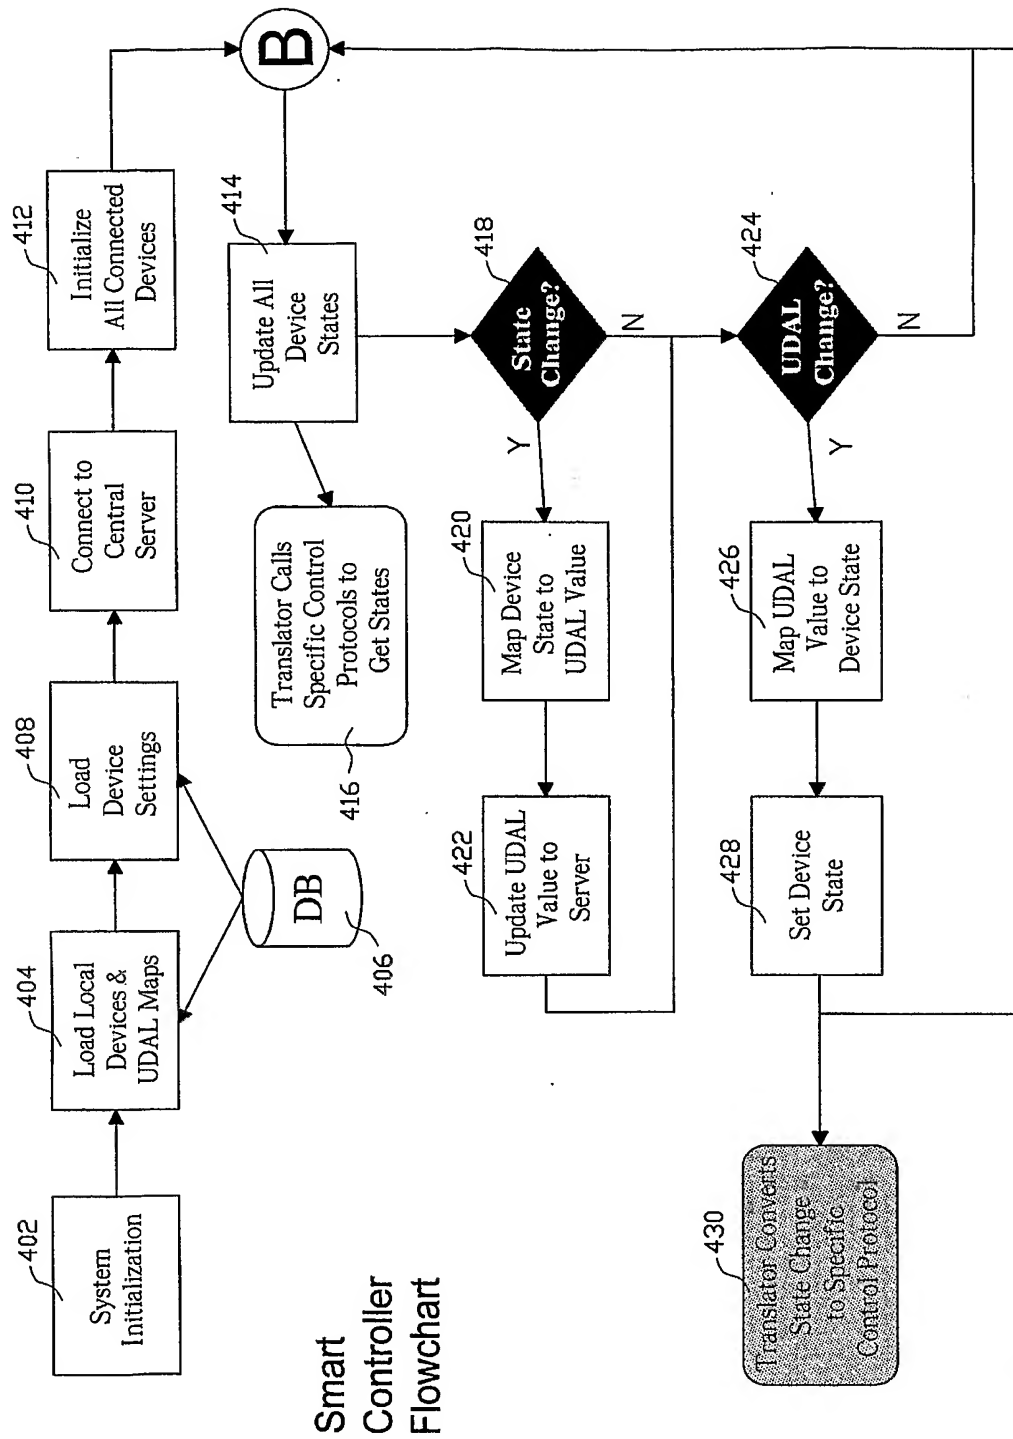 402
System
Initialization
404
Load Local
Devices &
UDAL Maps
DB
406
408
Load
Device
Settings
410
Connect to
Central
Server
412
Initialize
All Connected
Devices
B
414
Update All
Device
States
Translator Calls
Specific Control
Protocols to
Get States
416
418
State
Change?
Y
N
420
Map Device
State to
UDAL Value
422
Update UDAL
Value to
Server
424
UDAL
Change?
Y
N
426
Map UDAL
Value to
Device State
428
Set Device
State
430
Translator Converts
State Change
to Specific
Control Protocol
Smart
Controller
Flowchart